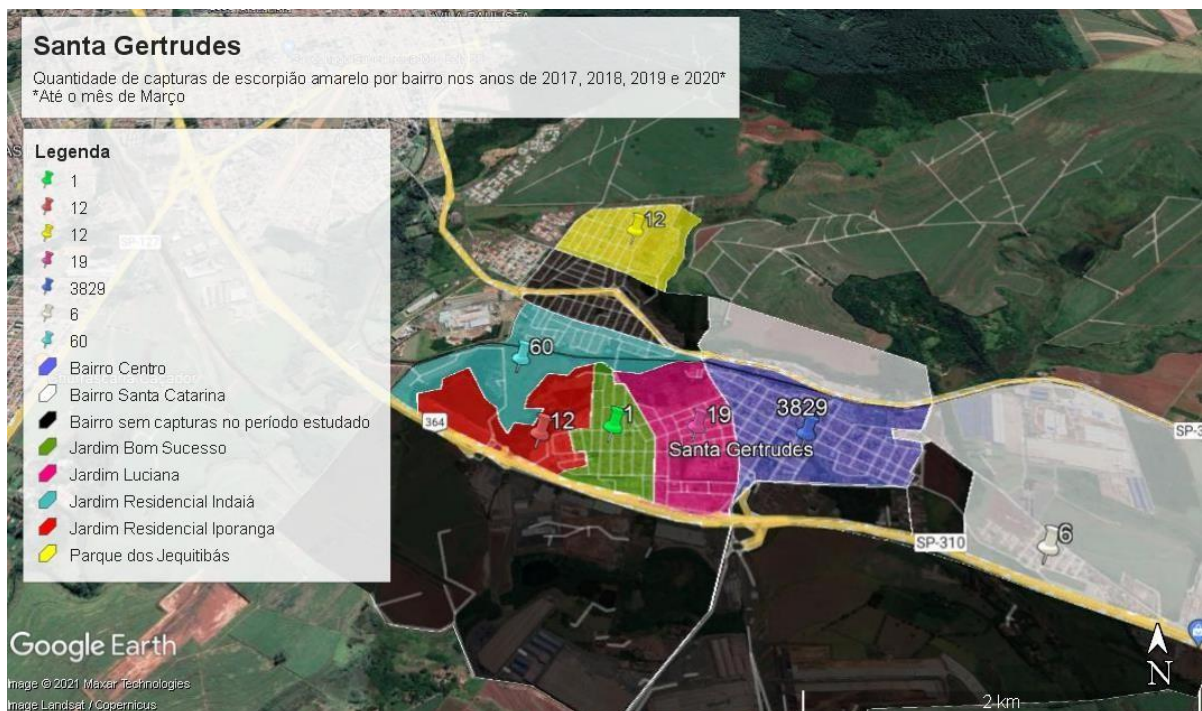 Santa Gertrudes
Quantidade de capturas de escorpião amarelo por bairro nos anos de 2017, 2018, 2019 e 2020*
*Até o mês de Março
Legenda
1
12
12
19
3829
6
60
Bairro Centro
Bairro Santa Catarina
Bairro sem capturas no período estudado
Jardim Bom Sucesso
Jardim Luciana
Jardim Residencial Indaiá
Jardim Residencial Iporanga
Parque dos Jequitibás
SP-127
12
60
364
12
1
19
3829
Santa Gertrudes
SP-3
SP-310
6
Google Earth
Image © 2021 Maxar Technologies
Image Landsat / Copernicus
N
2 km